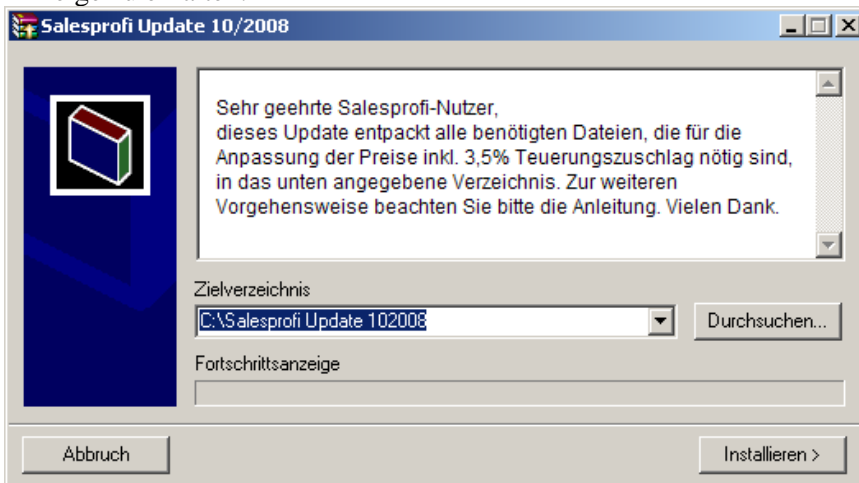 Salesprofi Update 10/2008
Sehr geehrte Salesprofi-Nutzer,
dieses Update entpackt alle benötigten Dateien, die für die
Anpassung der Preise inkl. 3,5% Teuerungszuschlag nötig sind,
in das unten angegebene Verzeichnis. Zur weiteren
Vorgehensweise beachten Sie bitte die Anleitung. Vielen Dank.
Zielverzeichnis
C:\Salesprofi Update 102008
Durchsuchen...
Fortschrittsanzeige
Abbruch
Installieren >